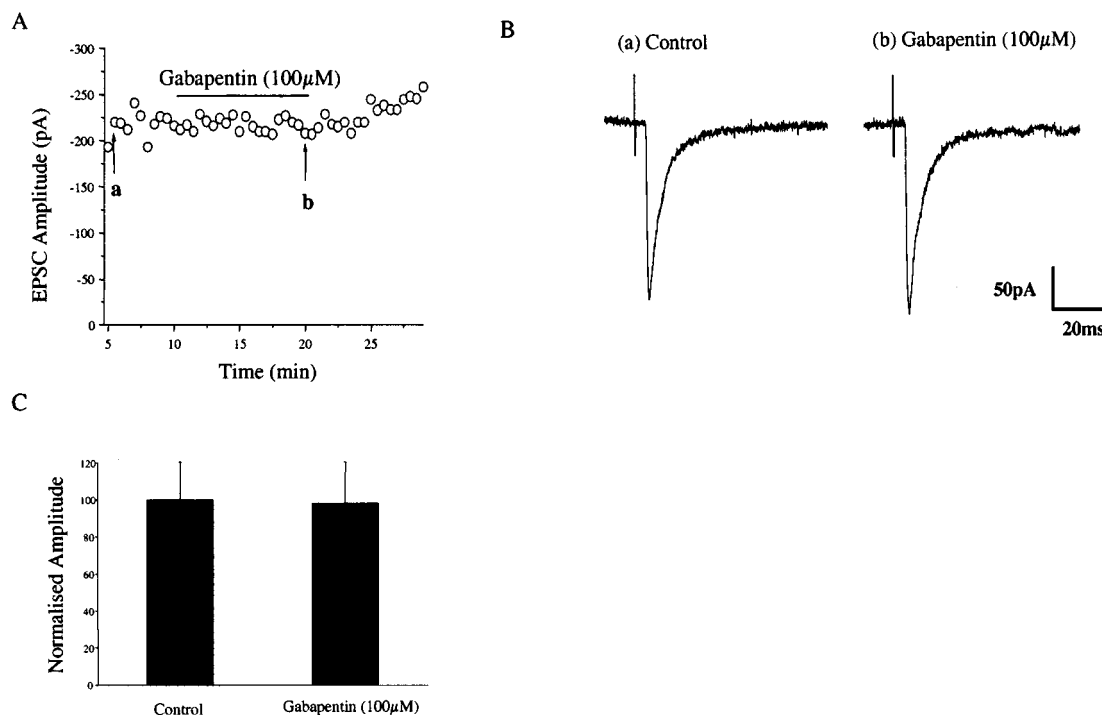 A
-300
-250
-200
-150
-100
-50
0
EPSC Amplitude (pA)
Gabapentin (100µM)
a
b
5
10
15
20
25
Time (min)
B
(a) Control
(b) Gabapentin (100µM)
50pA
20ms
C
120
100
80
60
40
20
0
Normalised Amplitude
Control
Gabapentin (100µM)